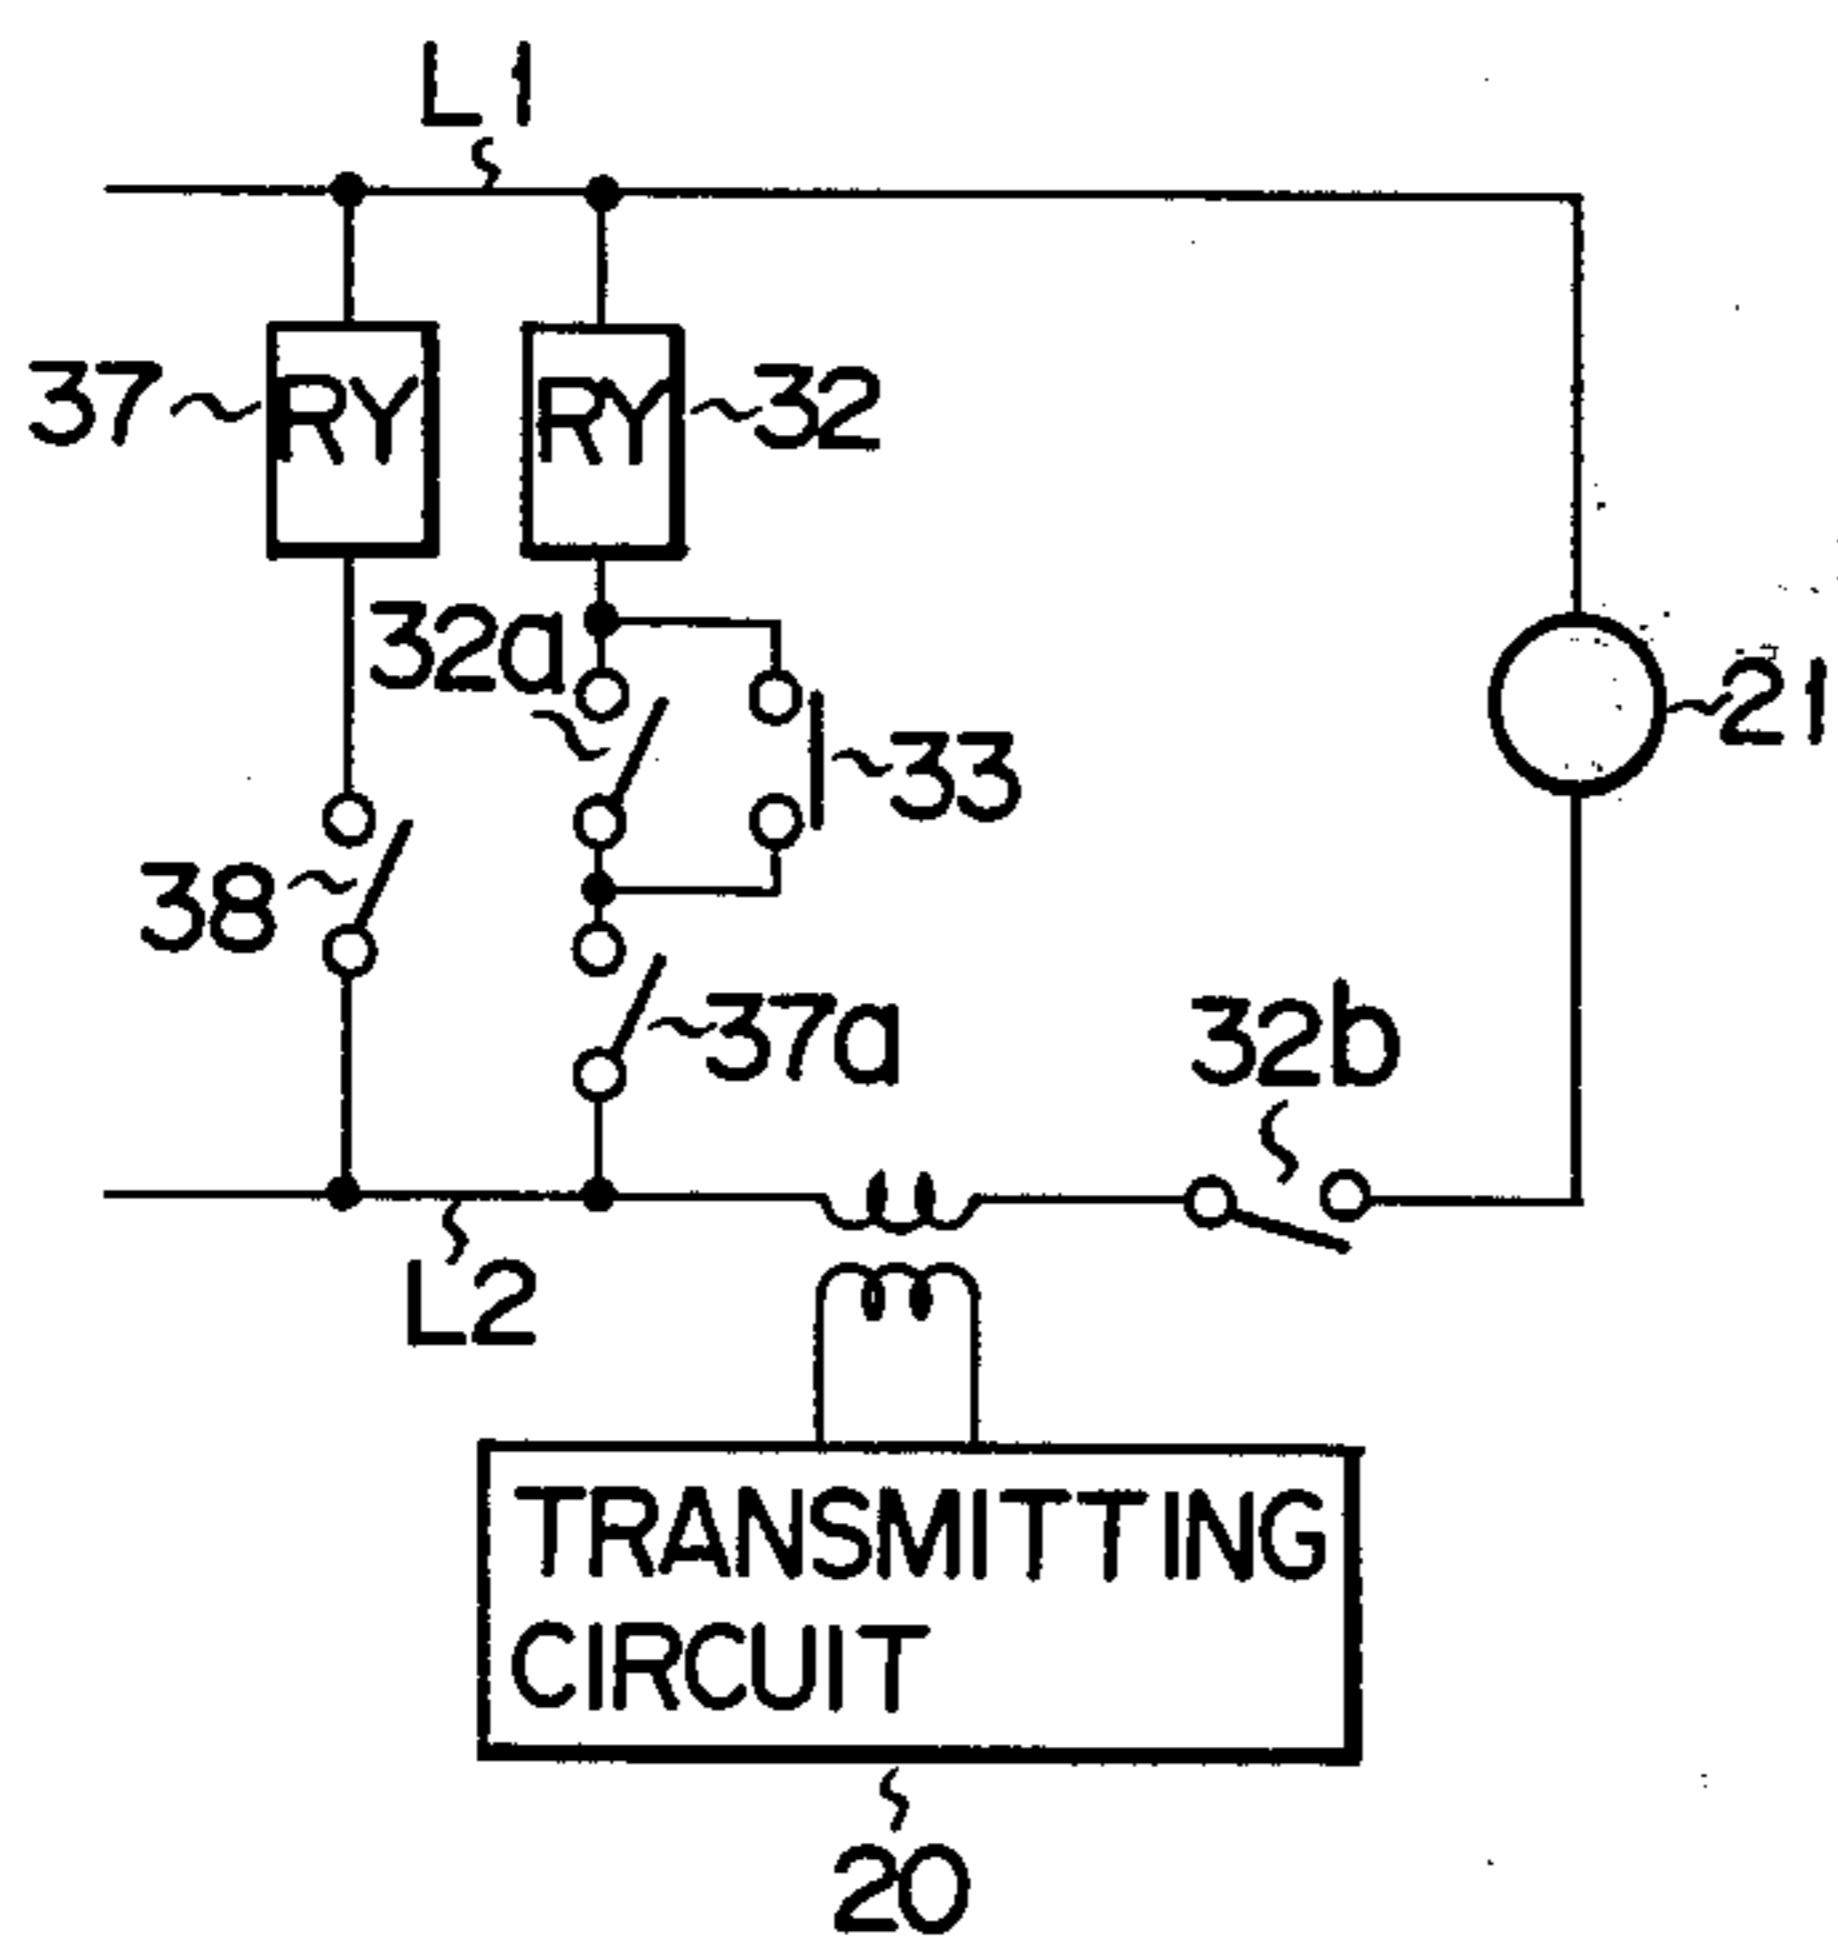 L1
37
RY
RY
32
32a
33
21
38
37a
32b
L2
TRANSMITTING
CIRCUIT
20